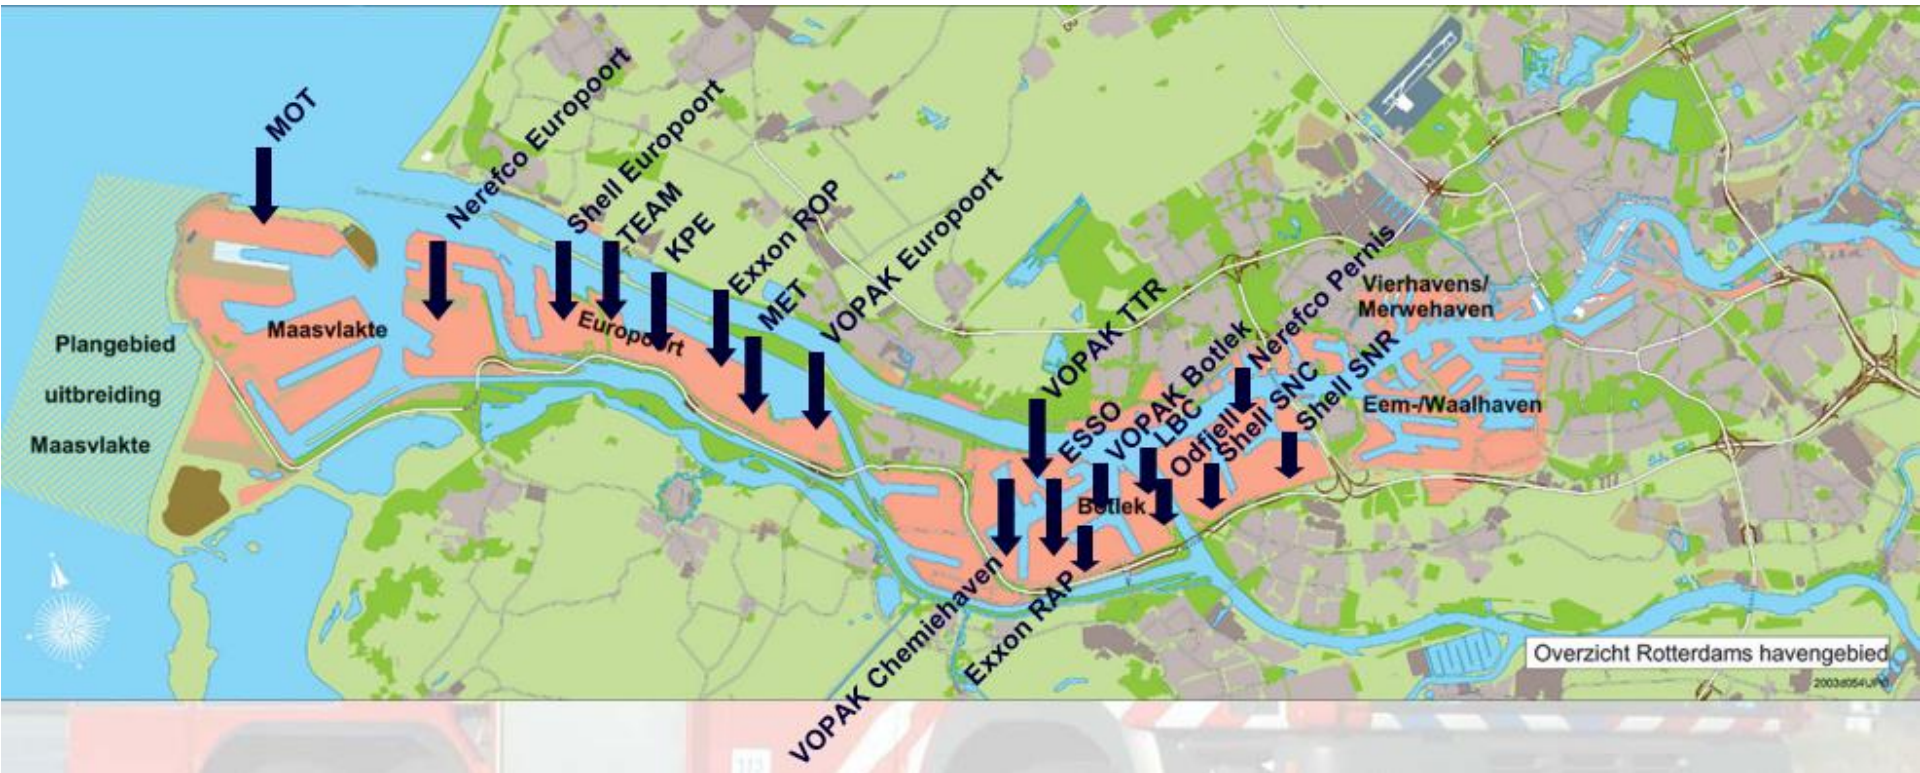 MOT
Nerefco Europoort
Shell Europoort
TEAM
KPE
Exxon ROP
MET
VOPAK Europoort
VOPAK TTR
ESSO
VOPAK Botlek
LBC
Odfjell
Shell SNC
Nerefco Pernis
Shell SNR
VOPAK Chemiehaven
Exxon RAP
Plangebied
uitbreiding
Maasvlakte
Maasvlakte
Europoort
Botlek
Vierhavens/
Merwehaven
Eem-/Waalhaven
Overzicht Rotterdams havengebied